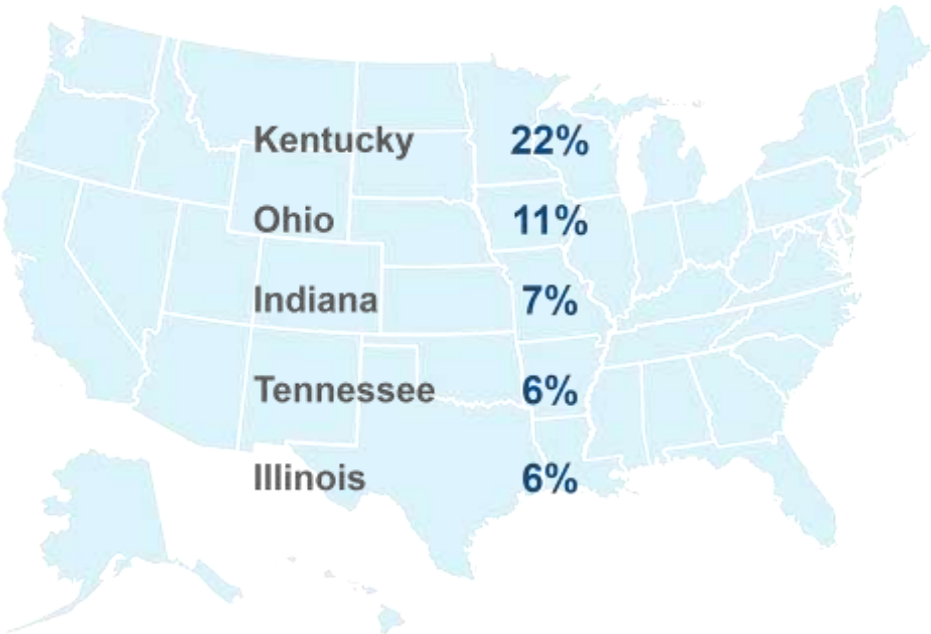 Kentucky 22%
Ohio 11%
Indiana 7%
Tennessee 6%
Illinois 6%